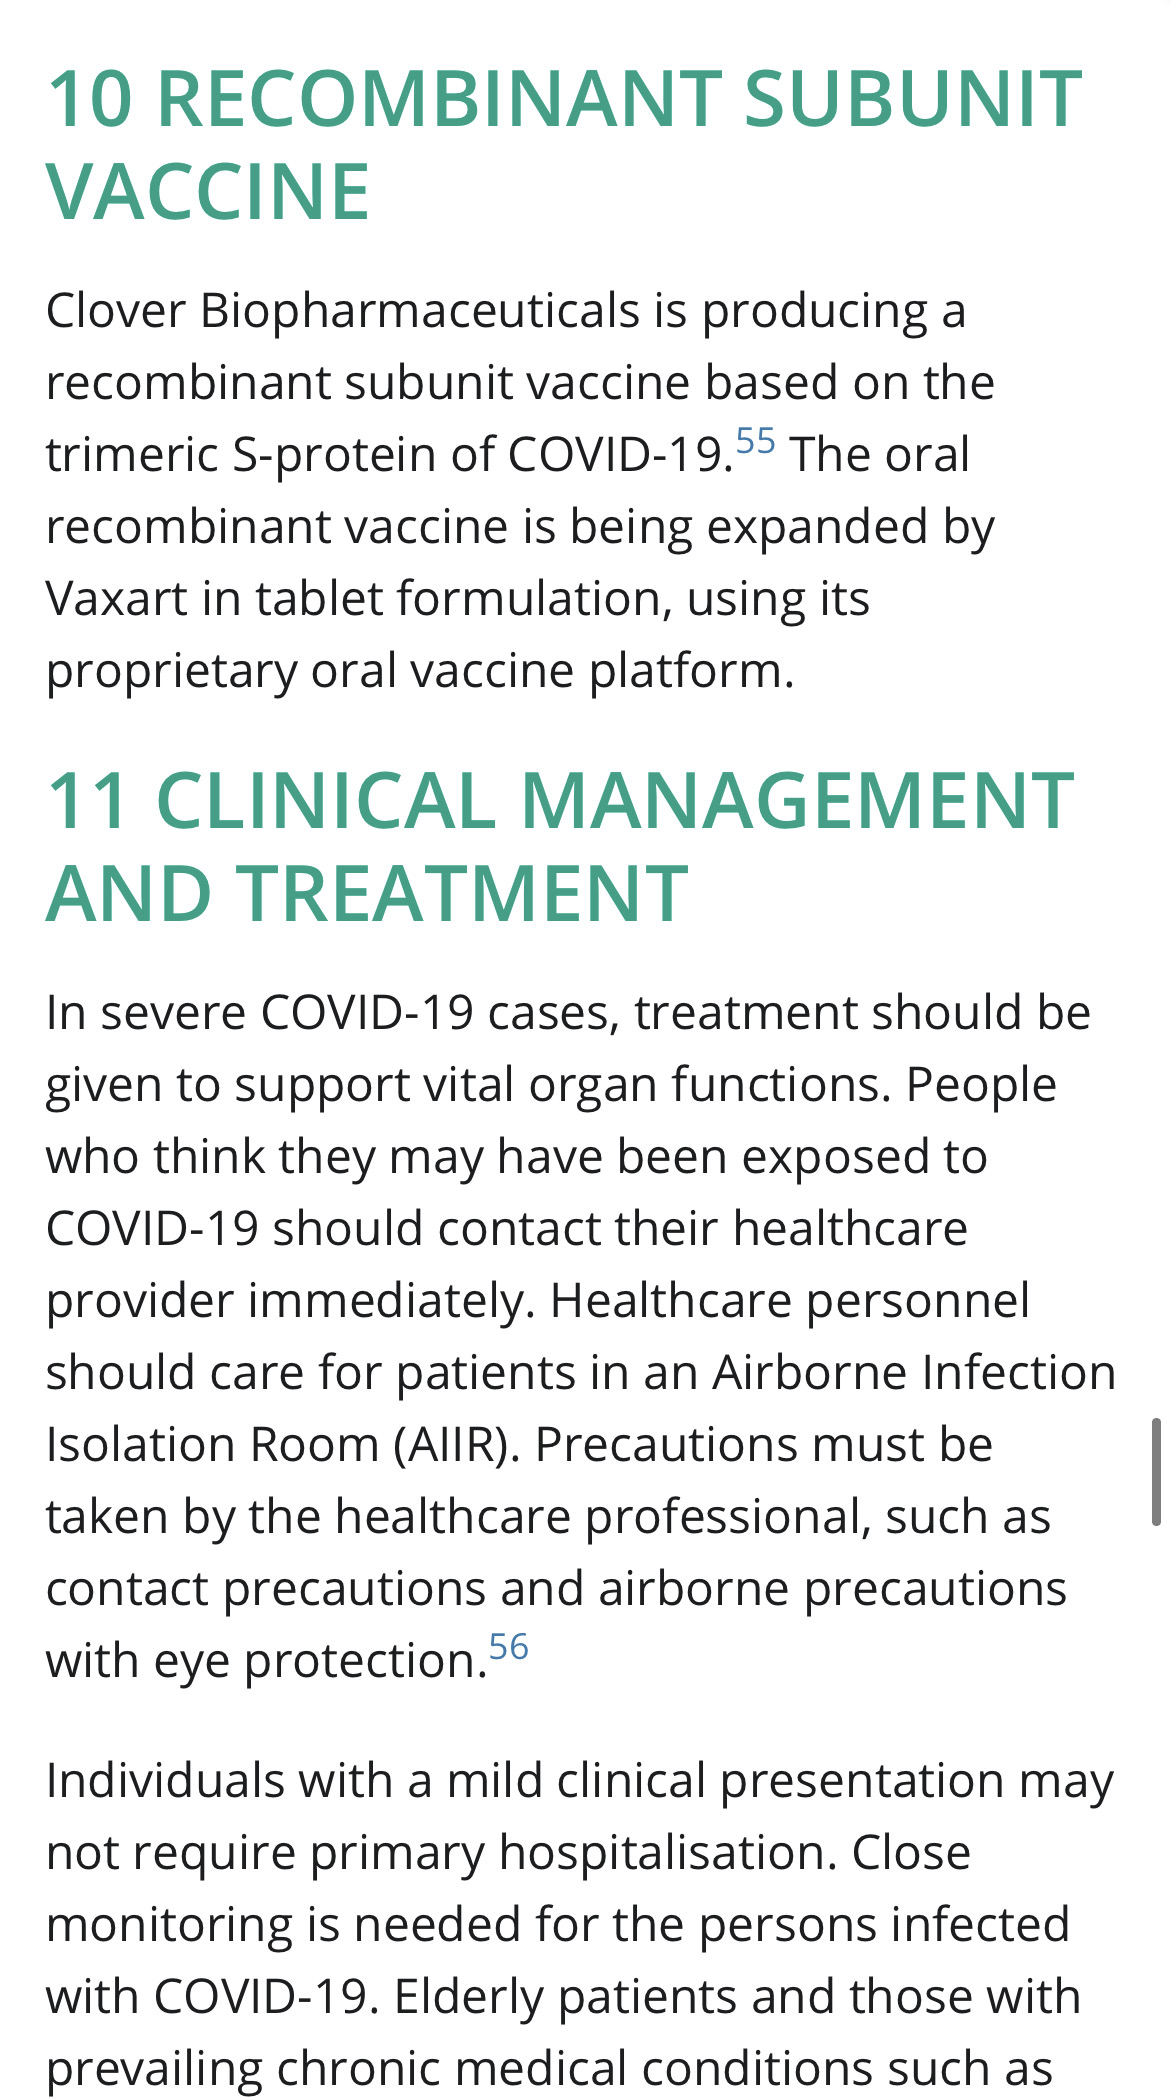 10 RECOMBINANT SUBUNIT
VACCINE
Clover Biopharmaceuticals is producing a
recombinant subunit vaccine based on the
trimeric S-protein of COVID-19.55 The oral
recombinant vaccine is being expanded by
Vaxart in tablet formulation, using its
proprietary oral vaccine platform.
11 CLINICAL MANAGEMENT
AND TREATMENT
In severe COVID-19 cases, treatment should be
given to support vital organ functions. People
who think they may have been exposed to
COVID-19 should contact their healthcare
provider immediately. Healthcare personnel
should care for patients in an Airborne Infection
Isolation Room (AIIR). Precautions must be
taken by the healthcare professional, such as
contact precautions and airborne precautions
with eye protection.56
Individuals with a mild clinical presentation may
not require primary hospitalisation. Close
monitoring is needed for the persons infected
with COVID-19. Elderly patients and those with
prevailing chronic medical conditions such as